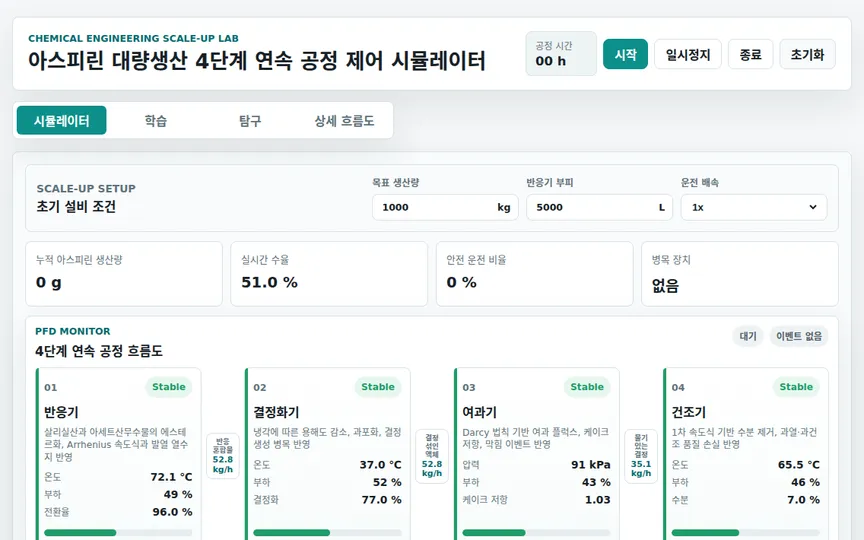 CHEMICAL ENGINEERING SCALE-UP LAB
아스피린 대량생산 4단계 연속 공정 제어 시뮬레이터
공정 시간
00 h
시작
일시정지
종료
초기화
시뮬레이터
학습
탐구
상세 흐름도
SCALE-UP SETUP
초기 설비 조건
목표 생산량
1000 kg
반응기 부피
5000 L
운전 배속
1x
누적 아스피린 생산량
0 g
실시간 수율
51.0 %
안전 운전 비율
0 %
병목 장치
없음
PFD MONITOR
4단계 연속 공정 흐름도
대기
이벤트 없음
01
Stable
반응기
살리실산과 아세트산무수물의 에스테
르화, Arrhenius 속도식과 발열 열수
지 반영
온도 72.1 °C
부하 49 %
전환율 96.0 %
반응
혼합물
52.8
kg/h
02
Stable
결정화기
냉각에 따른 용해도 감소, 과포화, 결정
생성 병목 반영
온도 37.0 °C
부하 52 %
결정화 77.0 %
결정
섞인
액체
52.8
kg/h
03
Stable
여과기
Darcy 법칙 기반 여과 플럭스, 케이크
저항, 막힘 이벤트 반영
압력 91 kPa
부하 43 %
케이크 저항 1.03
물기
있는
결정
35.1
kg/h
04
Stable
건조기
1차 속도식 기반 수분 제거, 과열·과건
조 품질 손실 반영
온도 65.5 °C
부하 46 %
수분 7.0 %